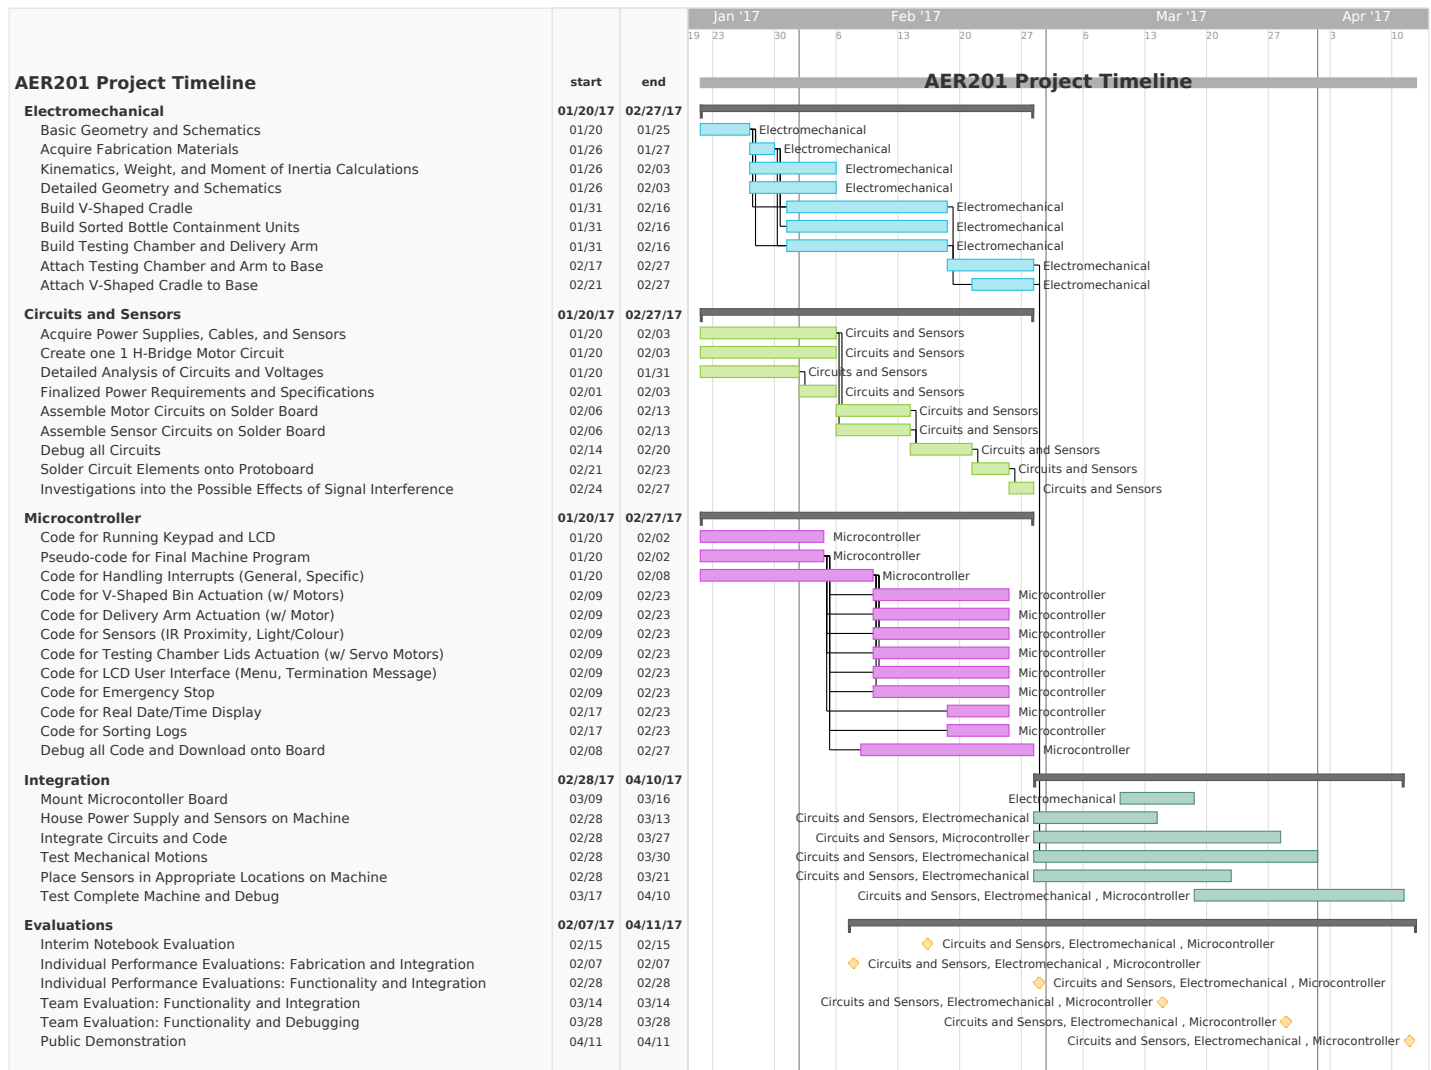 Jan '17 Feb '17 Mar '17 Apr '17
19 23 30 6 13 20 27 6 13 20 27 3 10
AER201 Project Timeline start end AER201 Project Timeline
Electromechanical 01/20/17 02/27/17
Basic Geometry and Schematics 01/20 01/25 Electromechanical
Acquire Fabrication Materials 01/26 01/27 Electromechanical
Kinematics, Weight, and Moment of Inertia Calculations 01/26 02/03 Electromechanical
Detailed Geometry and Schematics 01/26 02/03 Electromechanical
Build V-Shaped Cradle 01/31 02/16 Electromechanical
Build Sorted Bottle Containment Units 01/31 02/16 Electromechanical
Build Testing Chamber and Delivery Arm 01/31 02/16 Electromechanical
Attach Testing Chamber and Arm to Base 02/17 02/27 Electromechanical
Attach V-Shaped Cradle to Base 02/21 02/27 Electromechanical
Circuits and Sensors 01/20/17 02/27/17
Acquire Power Supplies, Cables, and Sensors 01/20 02/03 Circuits and Sensors
Create one 1 H-Bridge Motor Circuit 01/20 02/03 Circuits and Sensors
Detailed Analysis of Circuits and Voltages 01/20 01/31 Circuits and Sensors
Finalized Power Requirements and Specifications 02/01 02/03 Circuits and Sensors
Assemble Motor Circuits on Solder Board 02/06 02/13 Circuits and Sensors
Assemble Sensor Circuits on Solder Board 02/06 02/13 Circuits and Sensors
Debug all Circuits 02/14 02/20 Circuits and Sensors
Solder Circuit Elements onto Protoboard 02/21 02/23 Circuits and Sensors
Investigations into the Possible Effects of Signal Interference 02/24 02/27 Circuits and Sensors
Microcontroller 01/20/17 02/27/17
Code for Running Keypad and LCD 01/20 02/02 Microcontroller
Pseudo-code for Final Machine Program 01/20 02/02 Microcontroller
Code for Handling Interrupts (General, Specific) 01/20 02/08 Microcontroller
Code for V-Shaped Bin Actuation (w/ Motors) 02/09 02/23 Microcontroller
Code for Delivery Arm Actuation (w/ Motor) 02/09 02/23 Microcontroller
Code for Sensors (IR Proximity, Light/Colour) 02/09 02/23 Microcontroller
Code for Testing Chamber Lids Actuation (w/ Servo Motors) 02/09 02/23 Microcontroller
Code for LCD User Interface (Menu, Termination Message) 02/09 02/23 Microcontroller
Code for Emergency Stop 02/09 02/23 Microcontroller
Code for Real Date/Time Display 02/17 02/23 Microcontroller
Code for Sorting Logs 02/17 02/23 Microcontroller
Debug all Code and Download onto Board 02/08 02/27 Microcontroller
Integration 02/28/17 04/10/17
Mount Microcontoller Board 03/09 03/16 Electromechanical
House Power Supply and Sensors on Machine 02/28 03/13 Circuits and Sensors, Electromechanical
Integrate Circuits and Code 02/28 03/27 Circuits and Sensors, Microcontroller
Test Mechanical Motions 02/28 03/30 Circuits and Sensors, Electromechanical
Place Sensors in Appropriate Locations on Machine 02/28 03/21 Circuits and Sensors, Electromechanical
Test Complete Machine and Debug 03/17 04/10 Circuits and Sensors, Electromechanical , Microcontroller
Evaluations 02/07/17 04/11/17
Interim Notebook Evaluation 02/15 02/15 Circuits and Sensors, Electromechanical , Microcontroller
Individual Performance Evaluations: Fabrication and Integration 02/07 02/07 Circuits and Sensors, Electromechanical , Microcontroller
Individual Performance Evaluations: Functionality and Integration 02/28 02/28 Circuits and Sensors, Electromechanical , Microcontroller
Team Evaluation: Functionality and Integration 03/14 03/14 Circuits and Sensors, Electromechanical , Microcontroller
Team Evaluation: Functionality and Debugging 03/28 03/28 Circuits and Sensors, Electromechanical , Microcontroller
Public Demonstration 04/11 04/11 Circuits and Sensors, Electromechanical , Microcontroller